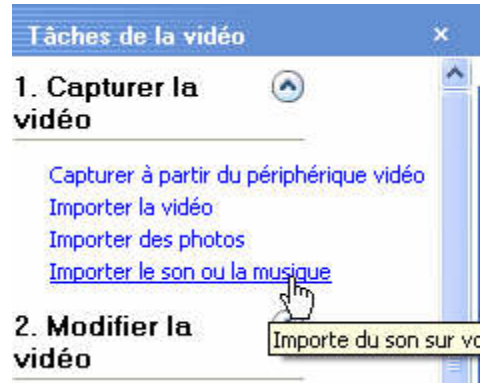 Tâches de la vidéo
1. Capturer la
vidéo
Capturer à partir du périphérique vidéo
Importer la vidéo
Importer des photos
Importer le son ou la musique
2. Modifier la
vidéo
Importe du son sur